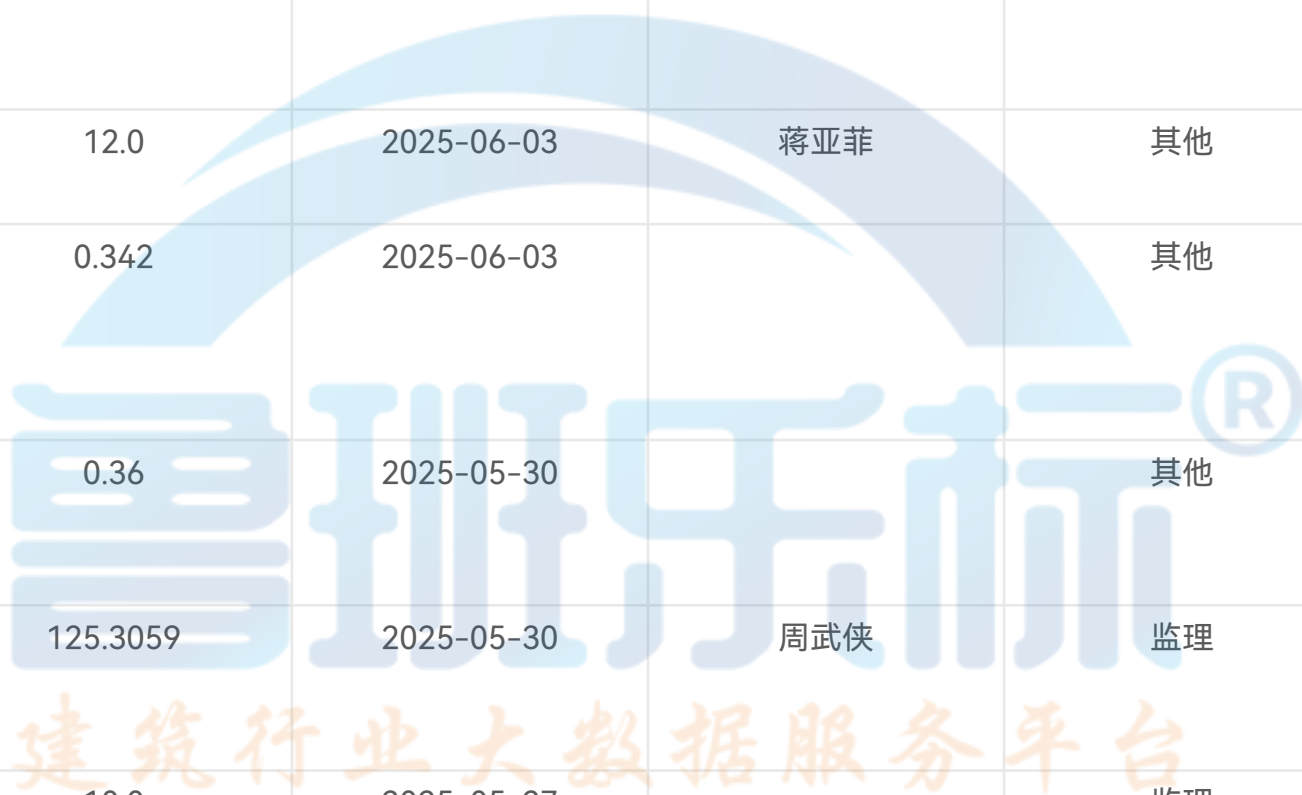 12.0 2025-06-03 蒋亚菲 其他
0.342 2025-06-03 其他
鲁班乐标®
0.36 2025-05-30 其他
125.3059 2025-05-30 周武侠 监理
建筑行业大数据服务平台